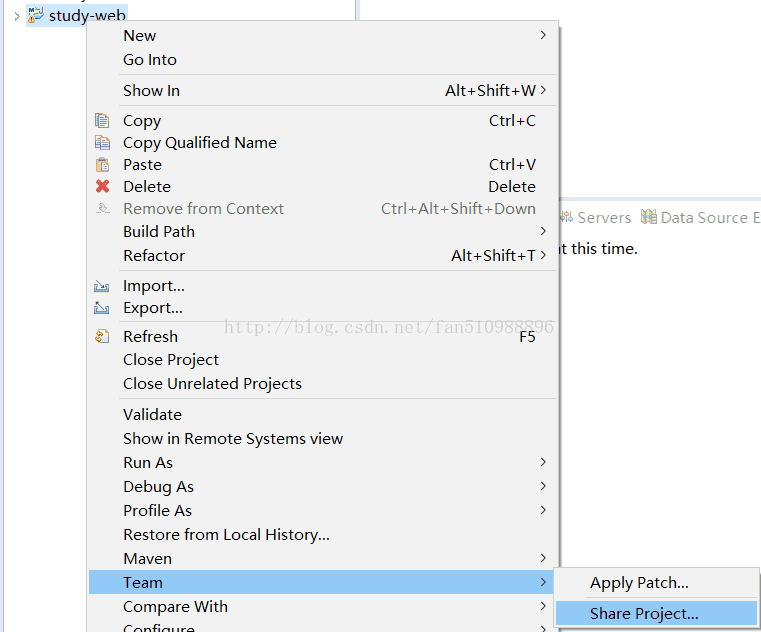 study-web
New
Go Into
Show In Alt+Shift+W
Copy Ctrl+C
Copy Qualified Name
Paste Ctrl+V
Delete Delete
Remove from Context Ctrl+Alt+Shift+Down
Servers Data Source E
Build Path
t this time.
Refactor Alt+Shift+T
Import...
Export...
http://blog.csdn.net/fan510988896
Refresh F5
Close Project
Close Unrelated Projects
Validate
Show in Remote Systems view
Run As
Debug As
Profile As
Restore from Local History...
Maven
Team
Apply Patch...
Compare With
Share Project...
Configure